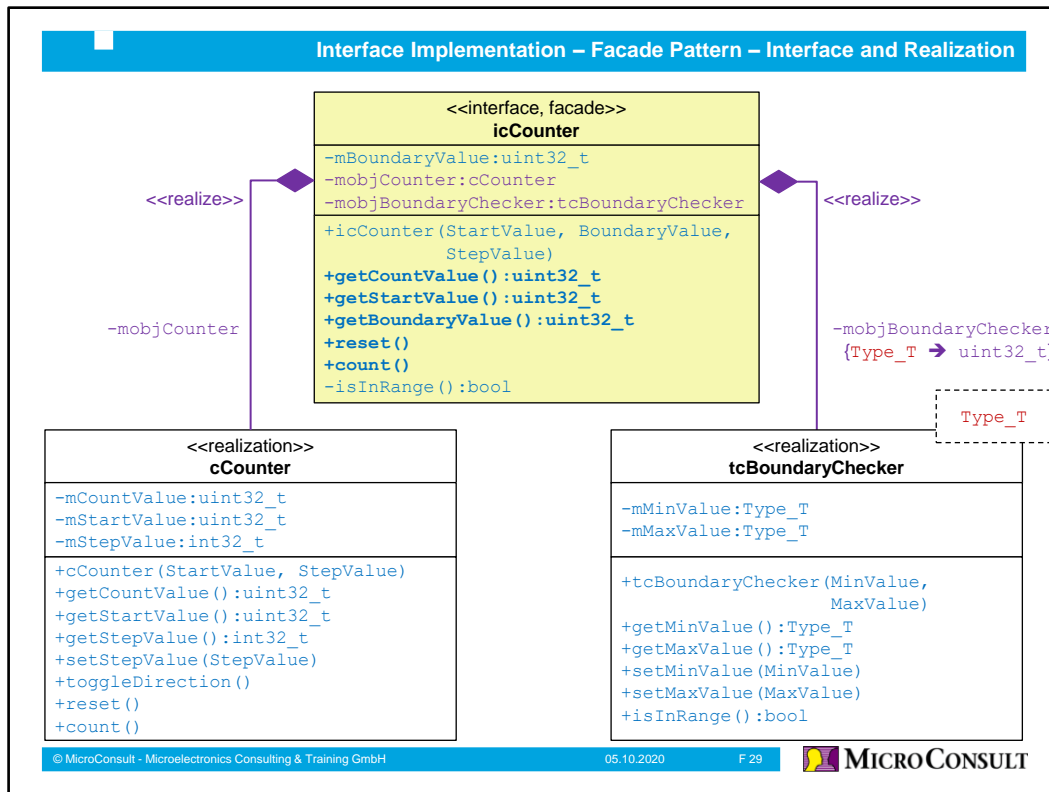 Interface Implementation – Facade Pattern – Interface and Realization
<<interface, facade>>
icCounter
-mBoundaryValue:uint32_t
-mobjCounter:cCounter
-mobjBoundaryChecker:tcBoundaryChecker
+icCounter(StartValue, BoundaryValue,
StepValue)
+getCountValue():uint32_t
+getStartValue():uint32_t
+getBoundaryValue():uint32_t
+reset()
+count()
-isInRange():bool
<<realize>>
<<realize>>
-mobjCounter
-mobjBoundaryChecker
{Type_T ➔ uint32_t}
Type_T
<<realization>>
cCounter
-mCountValue:uint32_t
-mStartValue:uint32_t
-mStepValue:int32_t
+cCounter(StartValue, StepValue)
+getCountValue():uint32_t
+getStartValue():uint32_t
+getStepValue():int32_t
+setStepValue(StepValue)
+toggleDirection()
+reset()
+count()
<<realization>>
tcBoundaryChecker
-mMinValue:Type_T
-mMaxValue:Type_T
+tcBoundaryChecker(MinValue,
MaxValue)
+getMinValue():Type_T
+getMaxValue():Type_T
+setMinValue(MinValue)
+setMaxValue(MaxValue)
+isInRange():bool
© MicroConsult - Microelectronics Consulting & Training GmbH
05.10.2020
F 29
MICROCONSULT